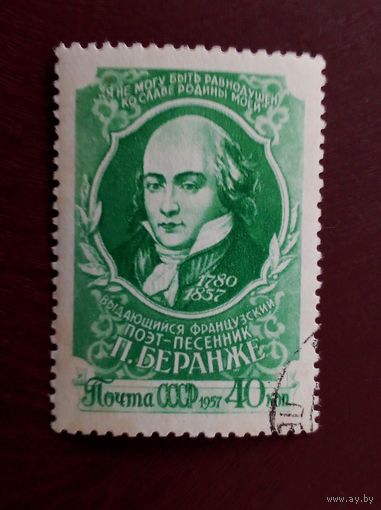 „Я НЕ МОГУ БЫТЬ РАВНОДУШЕН
КО СЛАВЕ РОДИНЫ МОЕЙ"
1780
1857
ВЫДАЮЩИЙСЯ ФРАНЦУЗСКИЙ
ПОЭТ-ПЕСЕННИК
П. БЕРАНЖЕ
Почта СССР 1957 40 коп.
www.ay.by